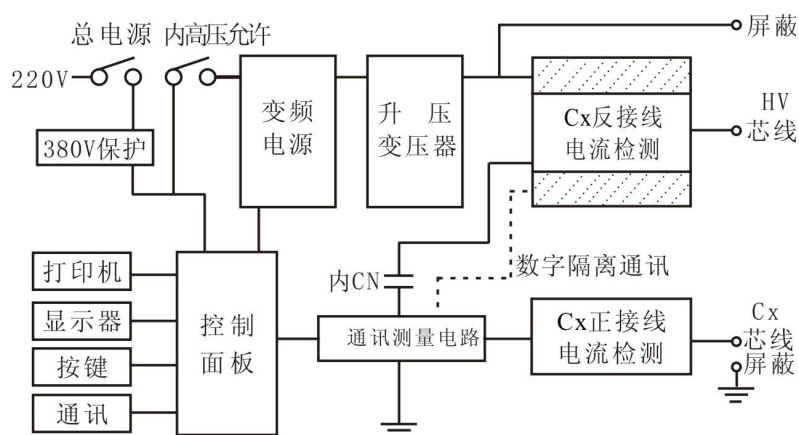 总电源
内高压允许
屏蔽
220V
变频
电源
升 压
变压器
Cx反接线
电流检测
HV
芯线
380V保护
打印机
显示器
按键
通讯
控制
面板
内CN
数字隔离通讯
通讯测量电路
Cx正接线
电流检测
Cx
芯线
屏蔽